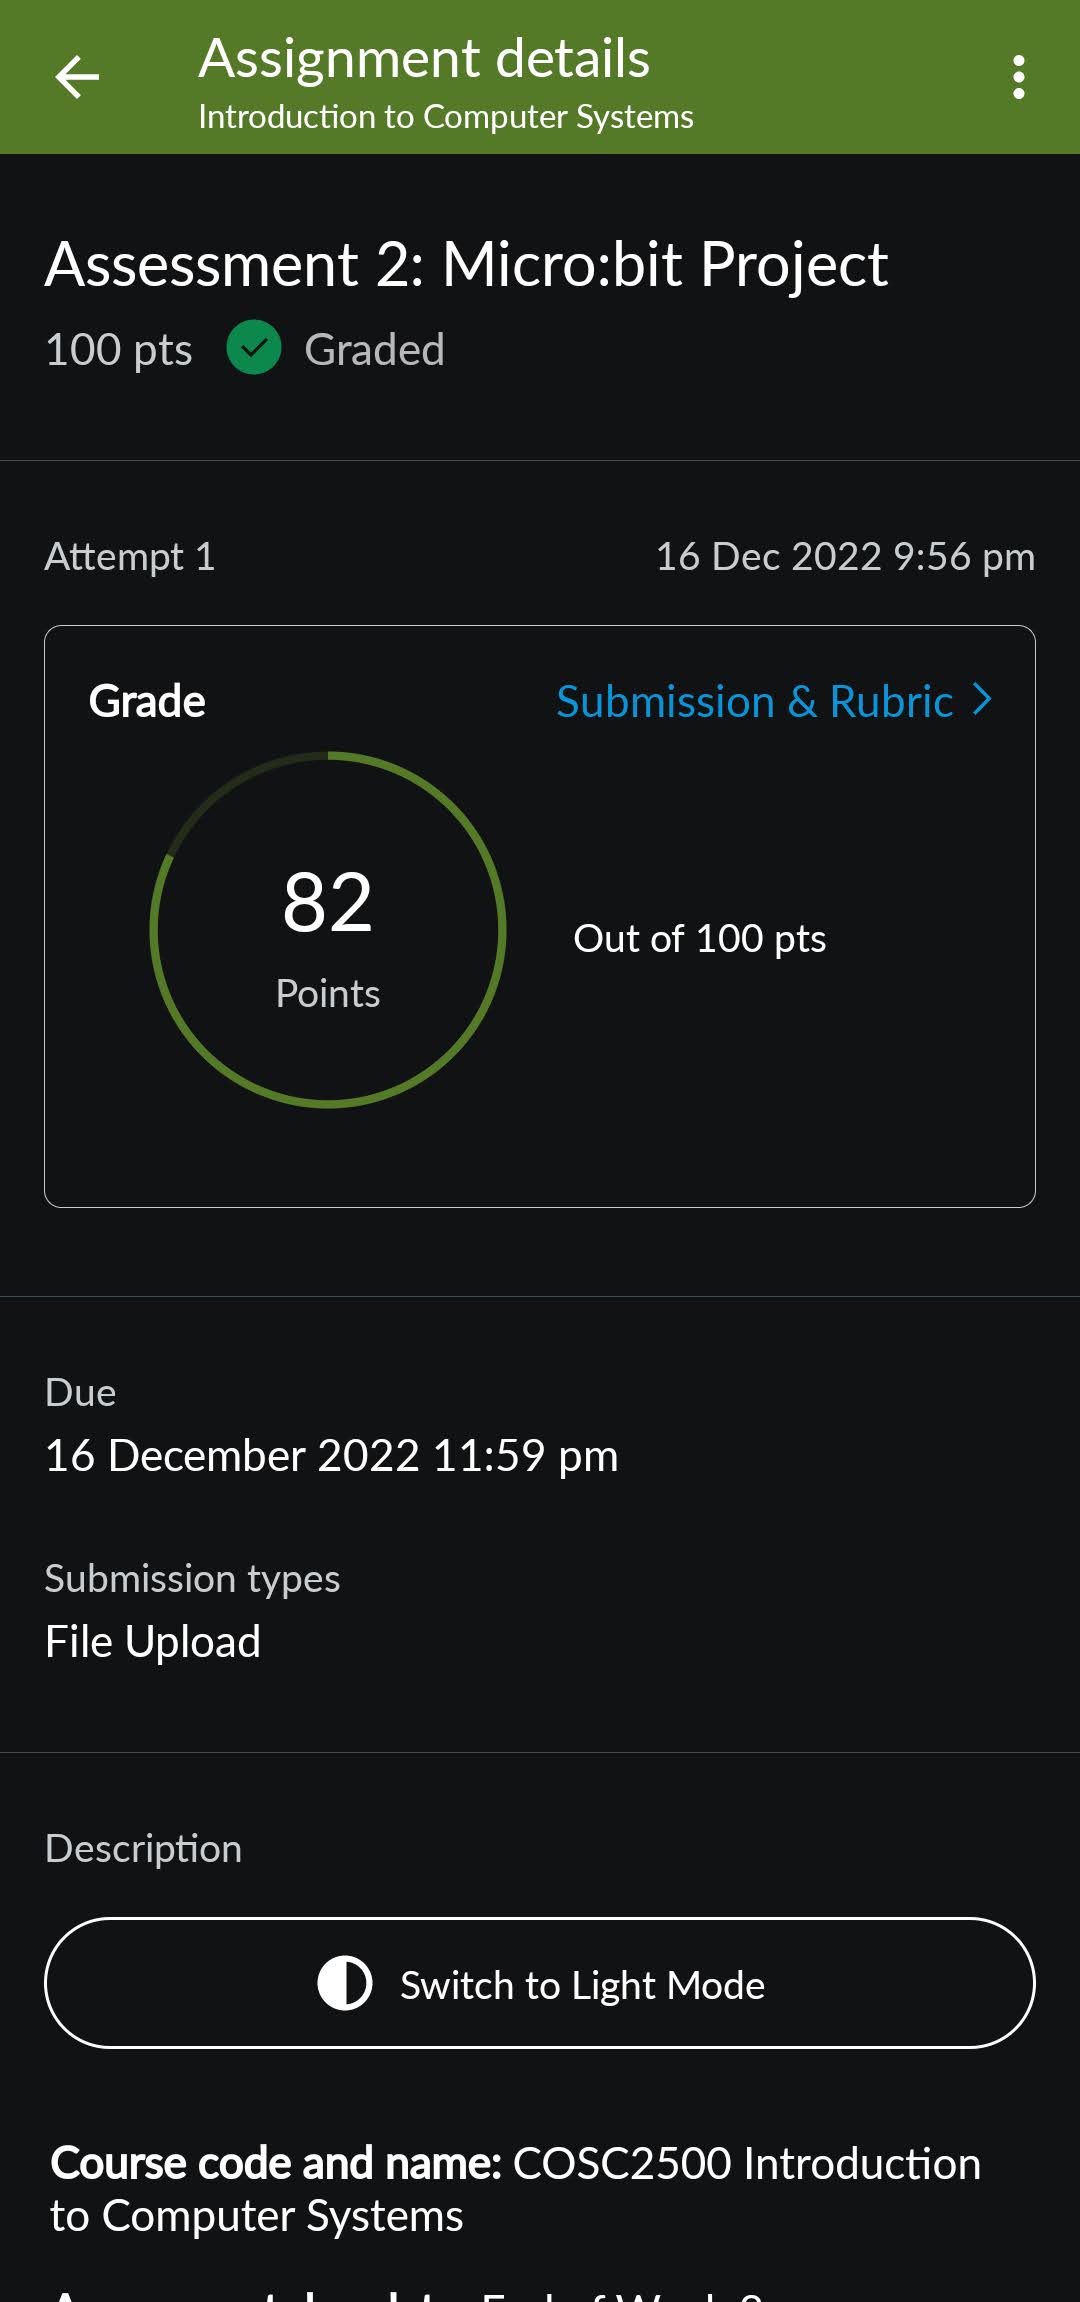 Assignment details
Introduction to Computer Systems
Assessment 2: Micro:bit Project
100 pts Graded
Attempt 1 16 Dec 2022 9:56 pm
Grade Submission & Rubric
82
Points
Out of 100 pts
Due
16 December 2022 11:59 pm
Submission types
File Upload
Description
Switch to Light Mode
Course code and name: COSC2500 Introduction
to Computer Systems